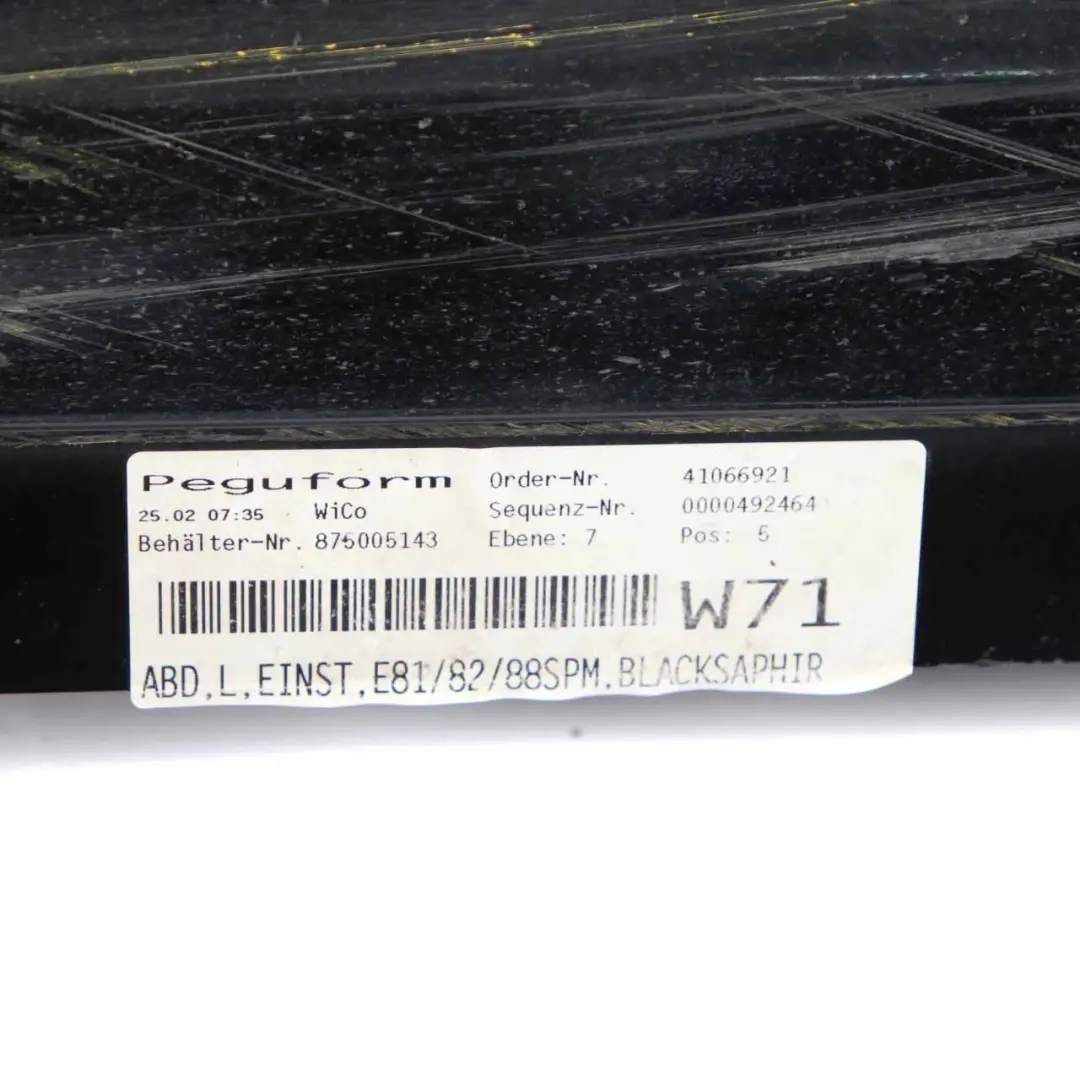 Peguform Order-Nr. 41066921
25.02 07:35 WiCo Sequenz-Nr. 0000492464
Behälter-Nr. 875005143 Ebene: 7 Pos: 5
W71
ABD,L,EINST,E81/82/88SPM,BLACKSAPHIR